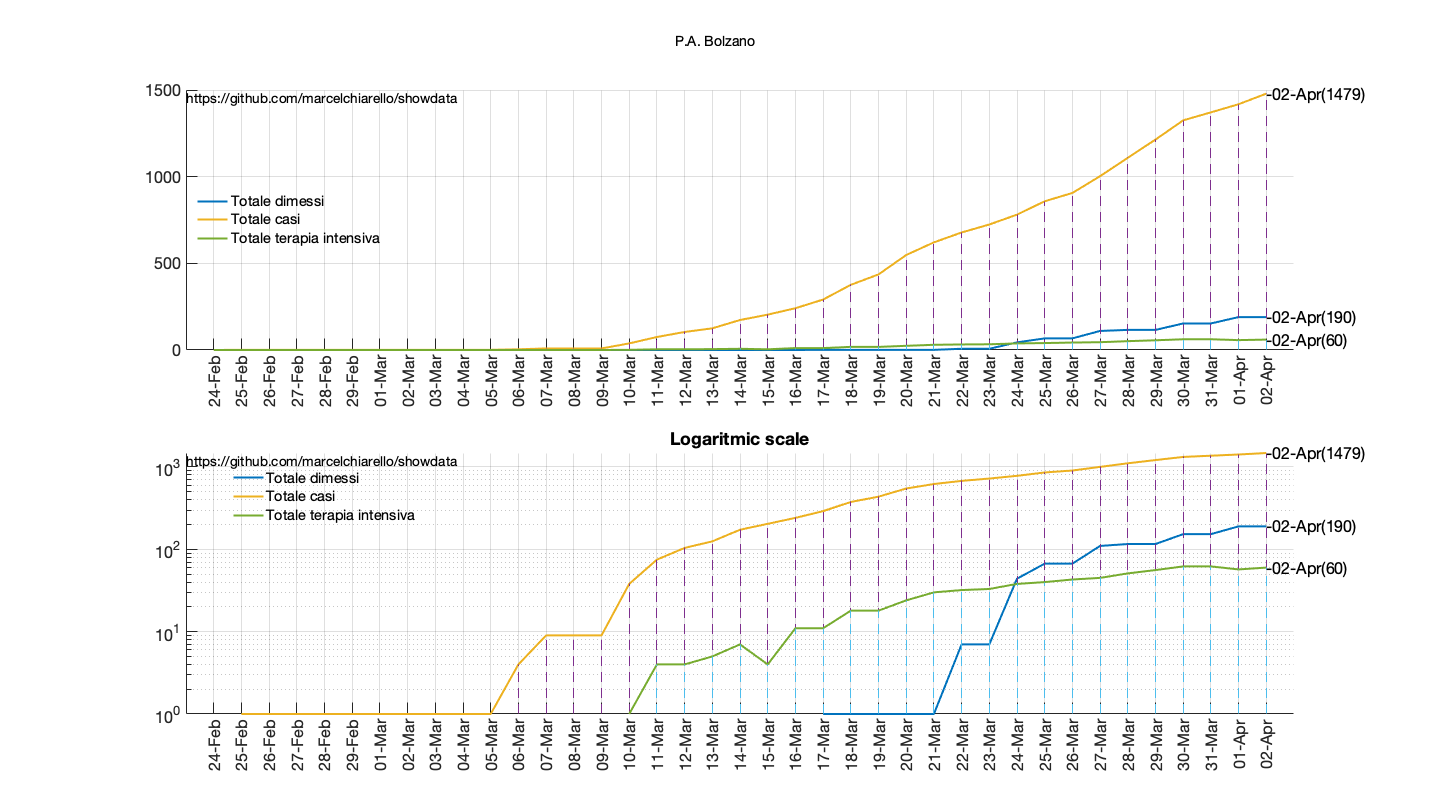 P.A. Bolzano
1500
https://github.com/marcelchiarello/showdata
-02-Apr(1479)
1000
Totale dimessi
Totale casi
Totale terapia intensiva
500
-02-Apr(190)
-02-Apr(60)
0
24-Feb 25-Feb 26-Feb 27-Feb 28-Feb 29-Feb 01-Mar 02-Mar 03-Mar 04-Mar 05-Mar 06-Mar 07-Mar 08-Mar 09-Mar 10-Mar 11-Mar 12-Mar 13-Mar 14-Mar 15-Mar 16-Mar 17-Mar 18-Mar 19-Mar 20-Mar 21-Mar 22-Mar 23-Mar 24-Mar 25-Mar 26-Mar 27-Mar 28-Mar 29-Mar 30-Mar 31-Mar 01-Apr 02-Apr
Logaritmic scale
https://github.com/marcelchiarello/showdata
-02-Apr(1479)
10³
Totale dimessi
Totale casi
Totale terapia intensiva
-02-Apr(190)
10²
-02-Apr(60)
10¹
10⁰
24-Feb 25-Feb 26-Feb 27-Feb 28-Feb 29-Feb 01-Mar 02-Mar 03-Mar 04-Mar 05-Mar 06-Mar 07-Mar 08-Mar 09-Mar 10-Mar 11-Mar 12-Mar 13-Mar 14-Mar 15-Mar 16-Mar 17-Mar 18-Mar 19-Mar 20-Mar 21-Mar 22-Mar 23-Mar 24-Mar 25-Mar 26-Mar 27-Mar 28-Mar 29-Mar 30-Mar 31-Mar 01-Apr 02-Apr